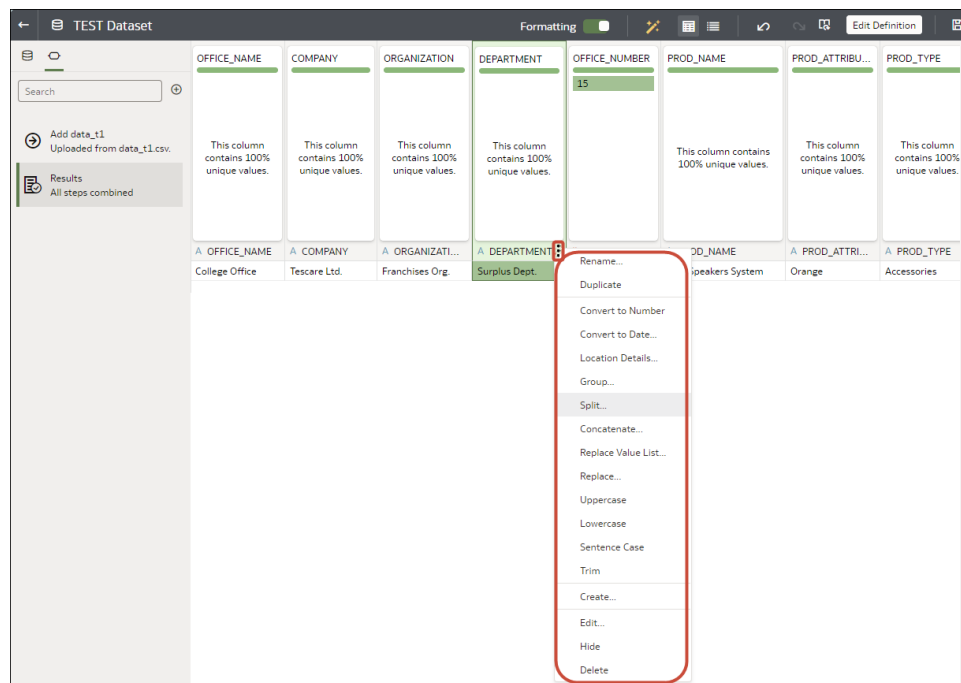 TEST Dataset
Formatting
Edit Definition
Search
Add data_t1
Uploaded from data_t1.csv.
Results
All steps combined
OFFICE_NAME COMPANY ORGANIZATION DEPARTMENT OFFICE_NUMBER PROD_NAME PROD_ATTRIBU... PROD_TYPE
15
This column
contains 100%
unique values.
This column
contains 100%
unique values.
This column
contains 100%
unique values.
This column
contains 100%
unique values.
This column contains
100% unique values.
This column
contains 100%
unique values.
This column
contains 100%
unique values.
A OFFICE_NAME A COMPANY A ORGANIZATI... A DEPARTMENT OD_NAME A PROD_ATTRI... A PROD_TYPE
College Office Tescare Ltd. Franchises Org. Surplus Dept. Speakers System Orange Accessories
Rename...
Duplicate
Convert to Number
Convert to Date...
Location Details...
Group...
Split...
Concatenate...
Replace Value List...
Replace...
Uppercase
Lowercase
Sentence Case
Trim
Create...
Edit...
Hide
Delete